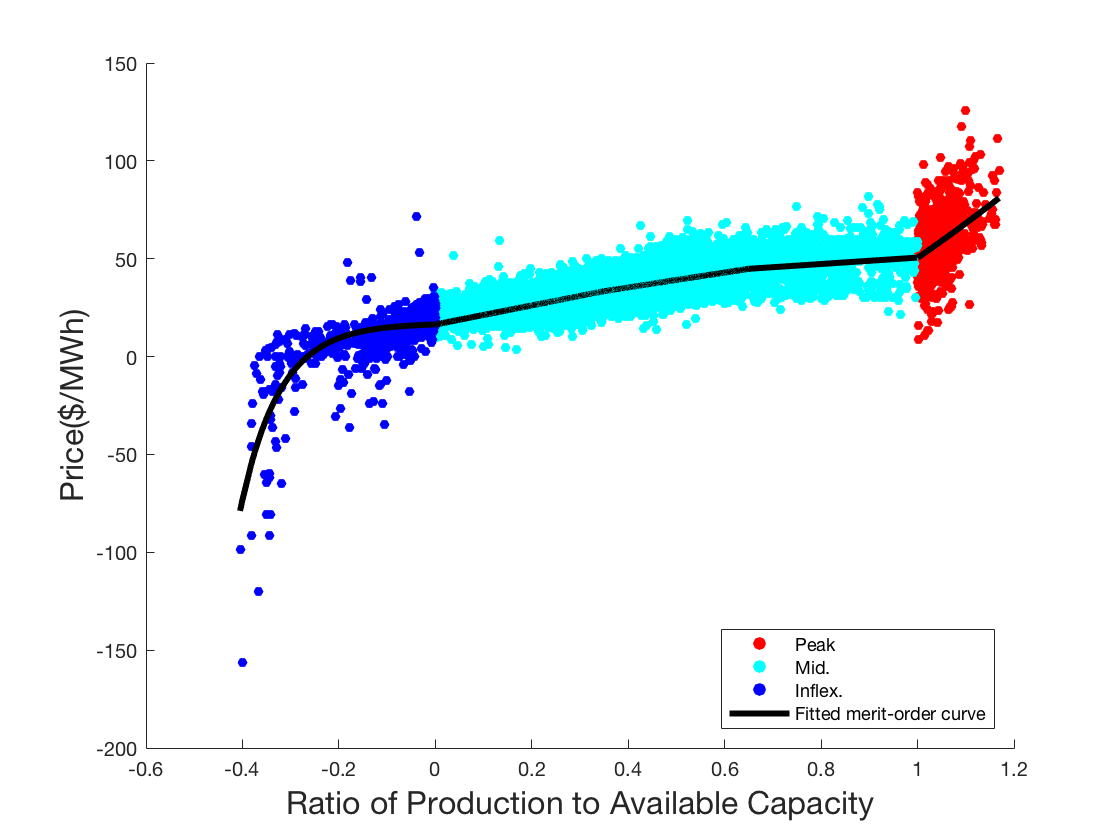 150
100
50
0
-50
-100
-150
-200
Price($/MWh)
-0.6 -0.4 -0.2 0 0.2 0.4 0.6 0.8 1 1.2
Ratio of Production to Available Capacity
Peak
Mid.
Inflex.
Fitted merit-order curve